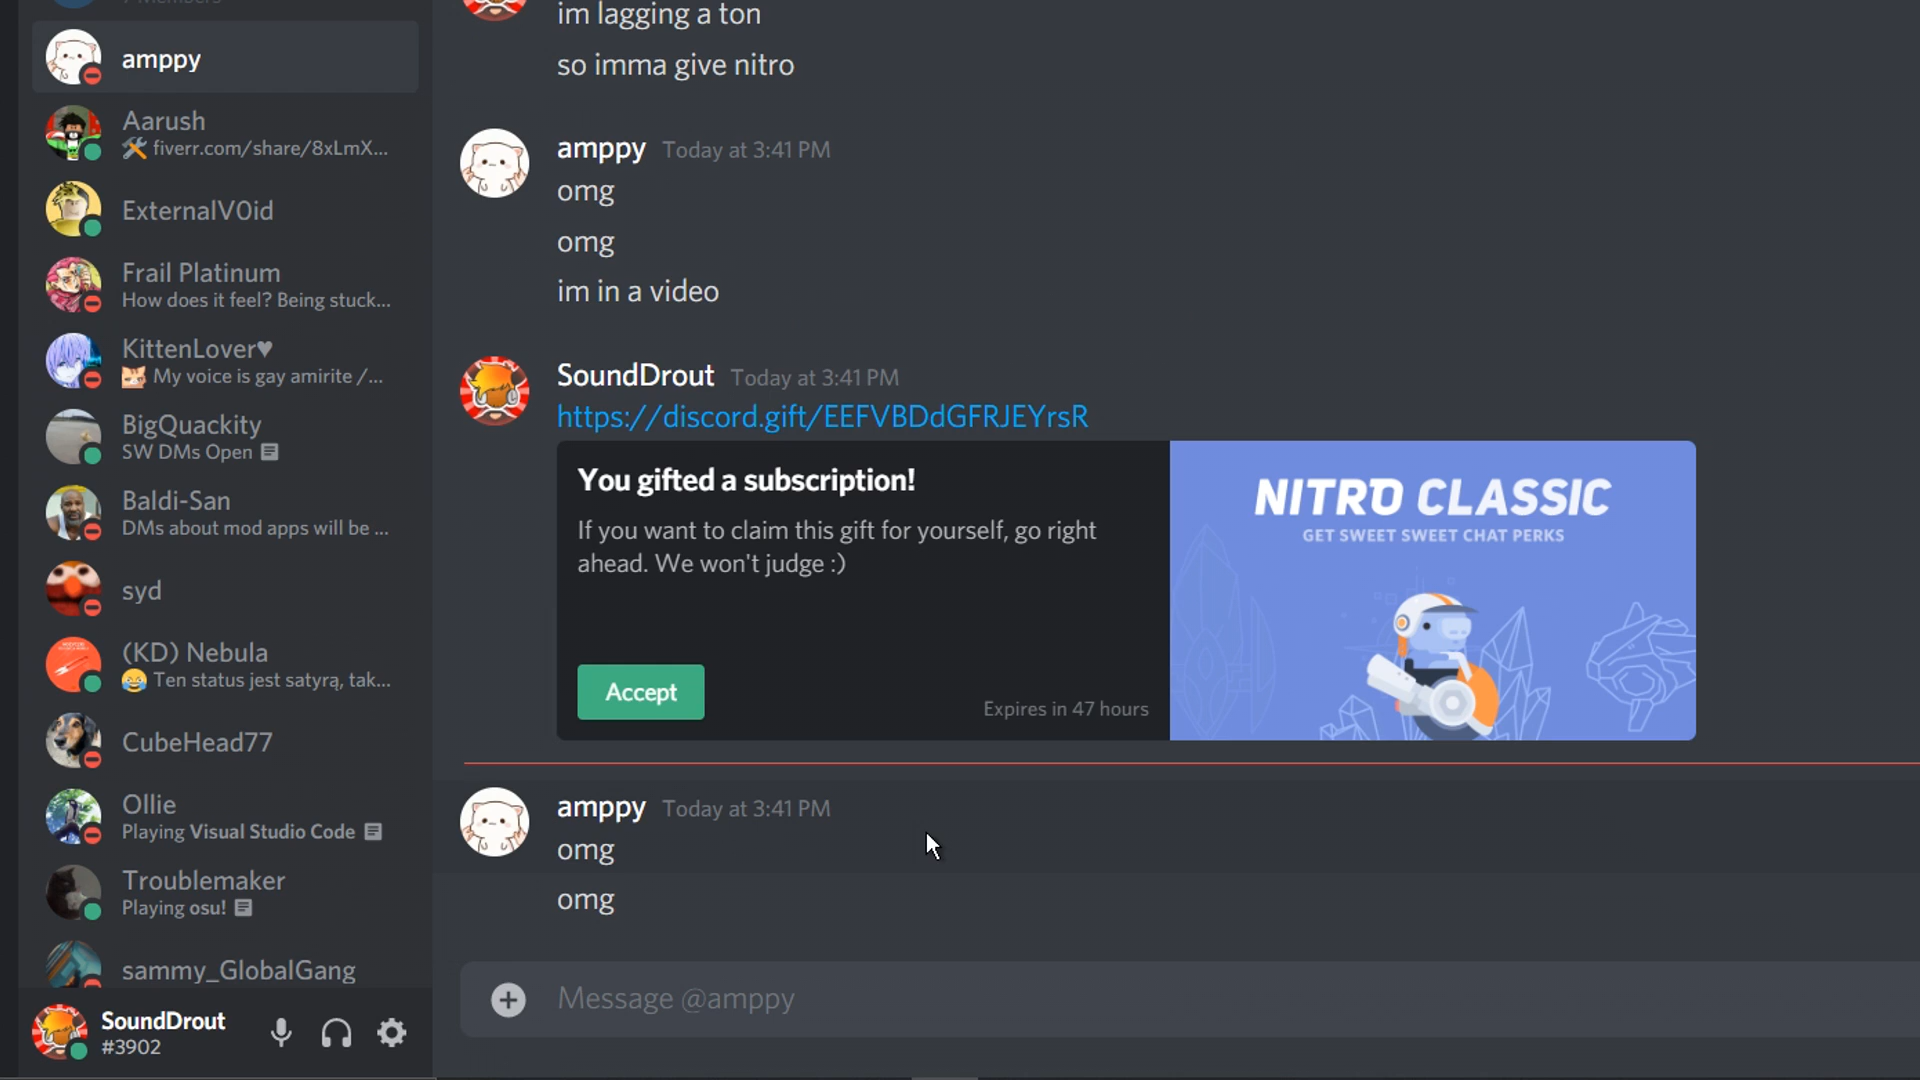 amppy
Aarush
fiverr.com/share/8xLmX...
ExternalV0id
Frail Platinum
How does it feel? Being stuck...
KittenLover♥
My voice is gay amirite /...
BigQuackity
SW DMs Open
Baldi-San
DMs about mod apps will be ...
syd
(KD) Nebula
😂 Ten status jest satyrą, tak...
CubeHead77
Ollie
Playing Visual Studio Code
Troublemaker
Playing osu!
sammy_GlobalGang
SoundDrout
#3902
im lagging a ton
so imma give nitro
amppy Today at 3:41 PM
omg
omg
im in a video
SoundDrout Today at 3:41 PM
https://discord.gift/EEFVBDdGFRJEYrsR
You gifted a subscription!
If you want to claim this gift for yourself, go right
ahead. We won't judge :)
Accept
Expires in 47 hours
NITRO CLASSIC
GET SWEET SWEET CHAT PERKS
amppy Today at 3:41 PM
omg
omg
Message @amppy